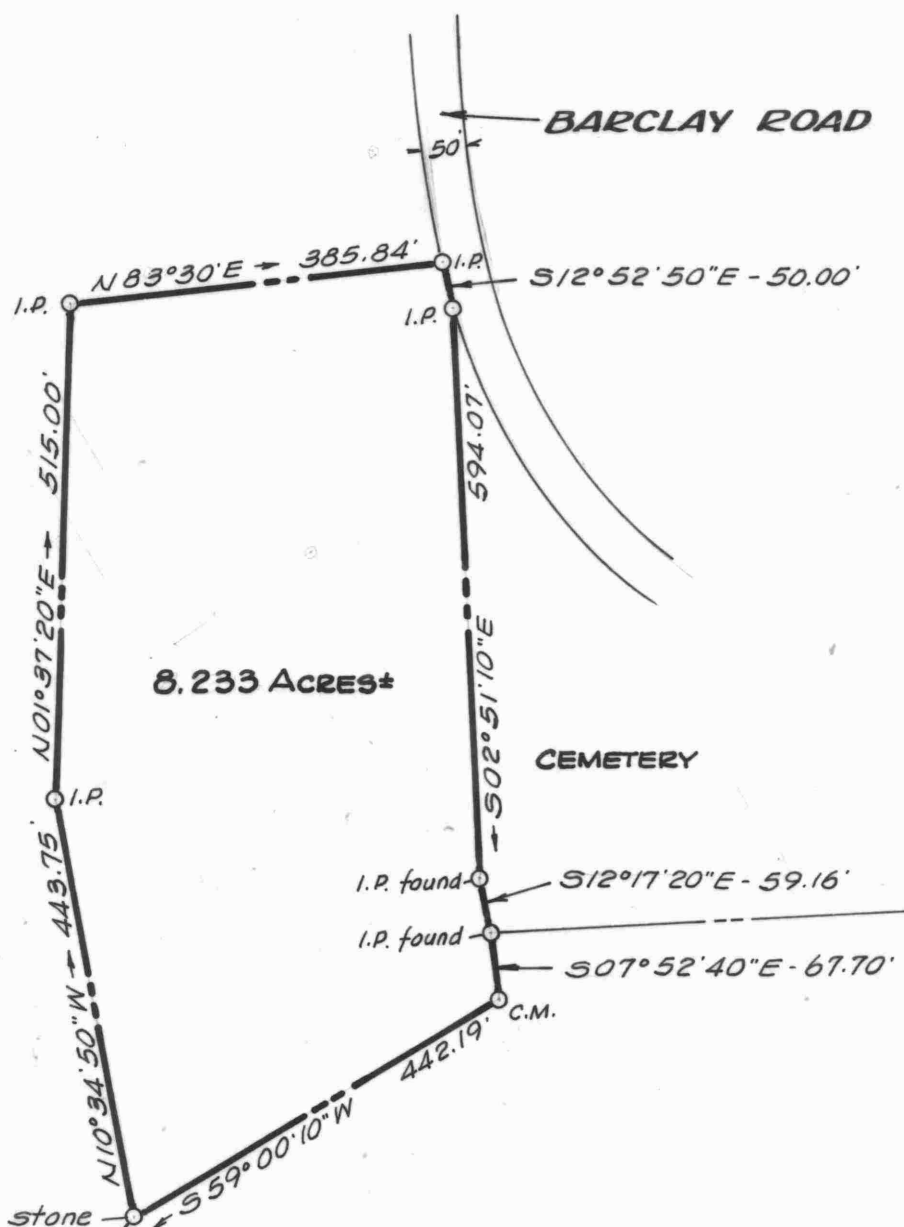 BARCLAY ROAD
50'
N 83°30' E → 385.84'
I.P.
S12°52'50"E - 50.00'
I.P.
I.P.
515.00'
N01°37'20"E →
594.07'
← S02°51'10"E
8.233 ACRES±
CEMETERY
I.P.
I.P. found
S12°17'20"E - 59.16'
I.P. found
S07°52'40"E - 67.70'
C.M.
443.75'
N10°34'50"W →
442.19'
← S59°00'10"W
stone